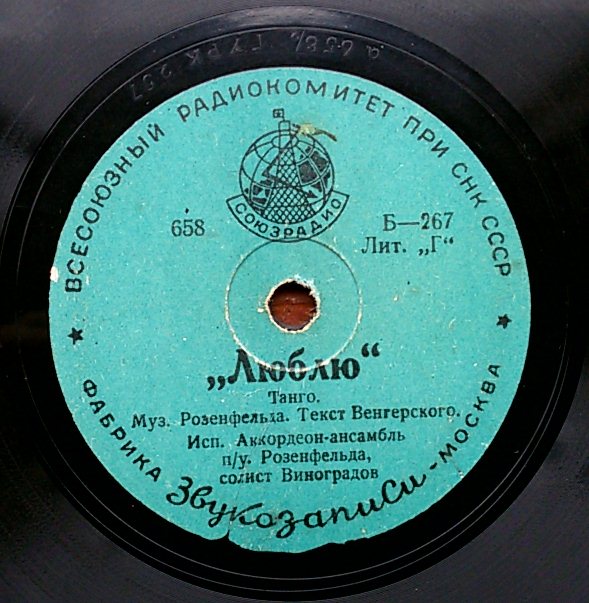 ВСЕСОЮЗНЫЙ РАДИОКОМИТЕТ ПРИ СНК СССР
СОЮЗРАДИО
658
Б—267
Лит. „Г“
„Люблю“
Танго.
Муз. Розенфельда. Текст Венгерского.
Исп. Аккордеон-ансамбль
п/у. Розенфельда,
солист Виноградов
★ ФАБРИКА Звукозаписи-МОСКВА ★